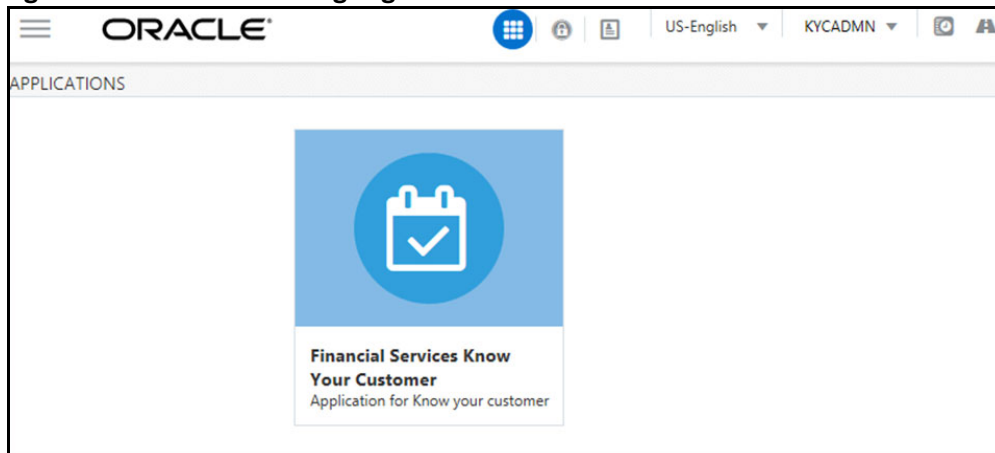 ORACLE
US-English
KYCADMN
APPLICATIONS
Financial Services Know
Your Customer
Application for Know your customer